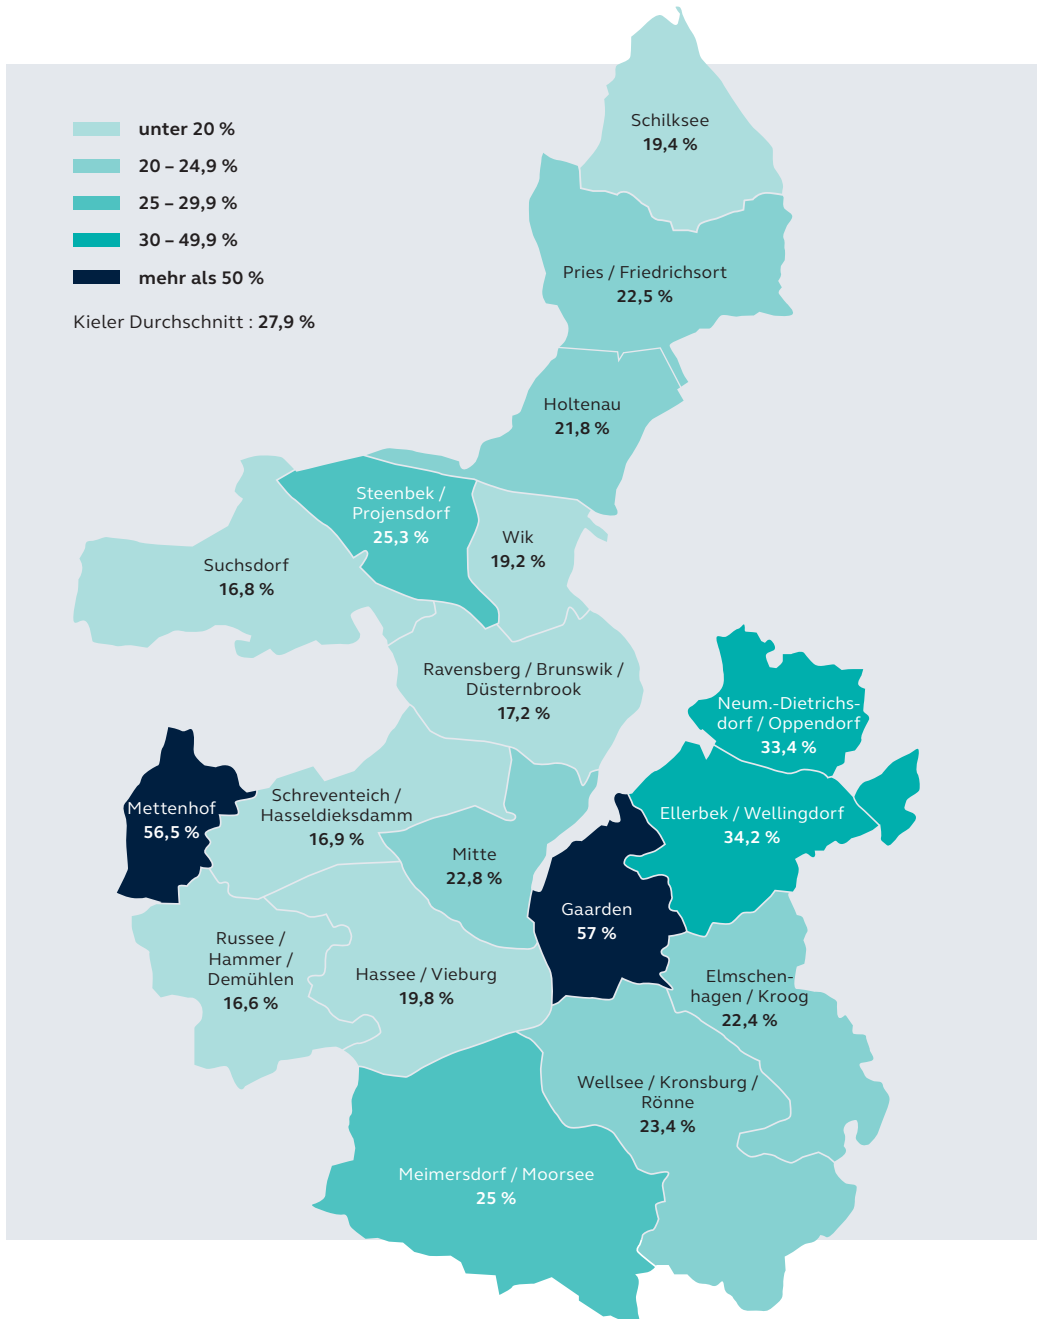 unter 20 %
20 – 24,9 %
25 – 29,9 %
30 – 49,9 %
mehr als 50 %
Kieler Durchschnitt : 27,9 %
Schilksee
19,4 %
Pries / Friedrichsort
22,5 %
Holtenau
21,8 %
Steenbek /
Projensdorf
25,3 %
Wik
19,2 %
Suchsdorf
16,8 %
Ravensberg / Brunswik /
Düsternbrook
17,2 %
Neum.-Dietrichs-
dorf / Oppendorf
33,4 %
Mettenhof
56,5 %
Schreventeich /
Hasseldieksdamm
16,9 %
Ellerbek / Wellingdorf
34,2 %
Mitte
22,8 %
Gaarden
57 %
Russee /
Hammer /
Demühlen
16,6 %
Hassee / Vieburg
19,8 %
Elmschen-
hagen / Kroog
22,4 %
Wellsee / Kronsburg /
Rönne
23,4 %
Meimersdorf / Moorsee
25 %